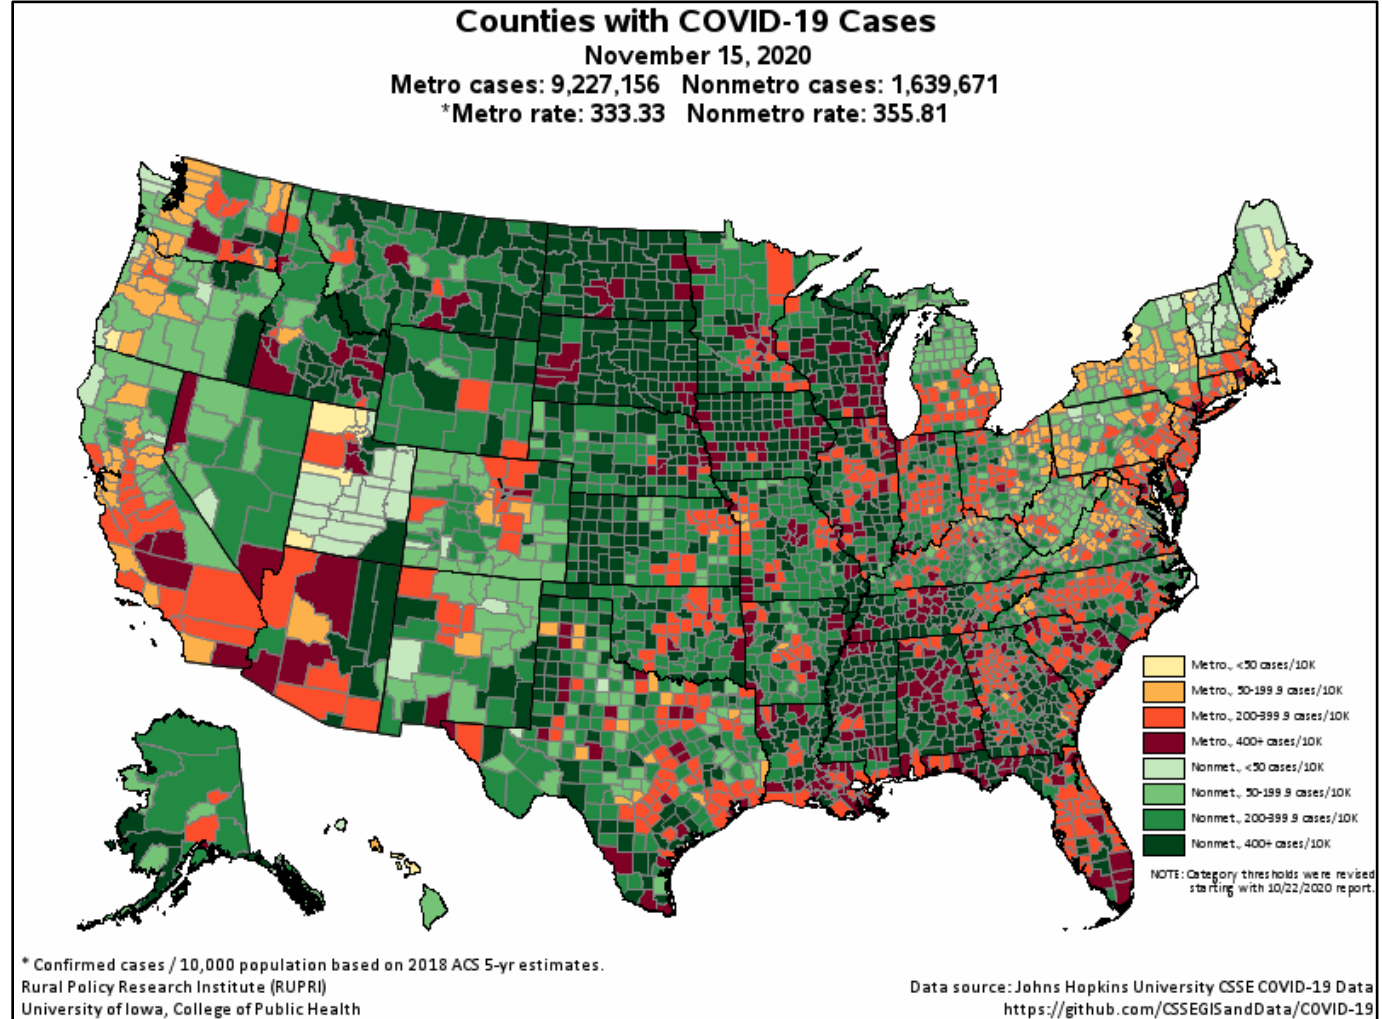 Counties with COVID-19 Cases
November 15, 2020
Metro cases: 9,227,156 Nonmetro cases: 1,639,671
*Metro rate: 333.33 Nonmetro rate: 355.81
Metro., <50 cases/10K
Metro., 50-199.9 cases/10K
Metro., 200-399.9 cases/10K
Metro., 400+ cases/10K
Nonmet., <50 cases/10K
Nonmet., 50-199.9 cases/10K
Nonmet., 200-399.9 cases/10K
Nonmet., 400+ cases/10K
NOTE: Category thresholds were revised
starting with 10/22/2020 report.
* Confirmed cases / 10,000 population based on 2018 ACS 5-yr estimates.
Rural Policy Research Institute (RUPRI)
University of Iowa, College of Public Health
Data source: Johns Hopkins University CSSE COVID-19 Data
https://github.com/CSSEGISandData/COVID-19